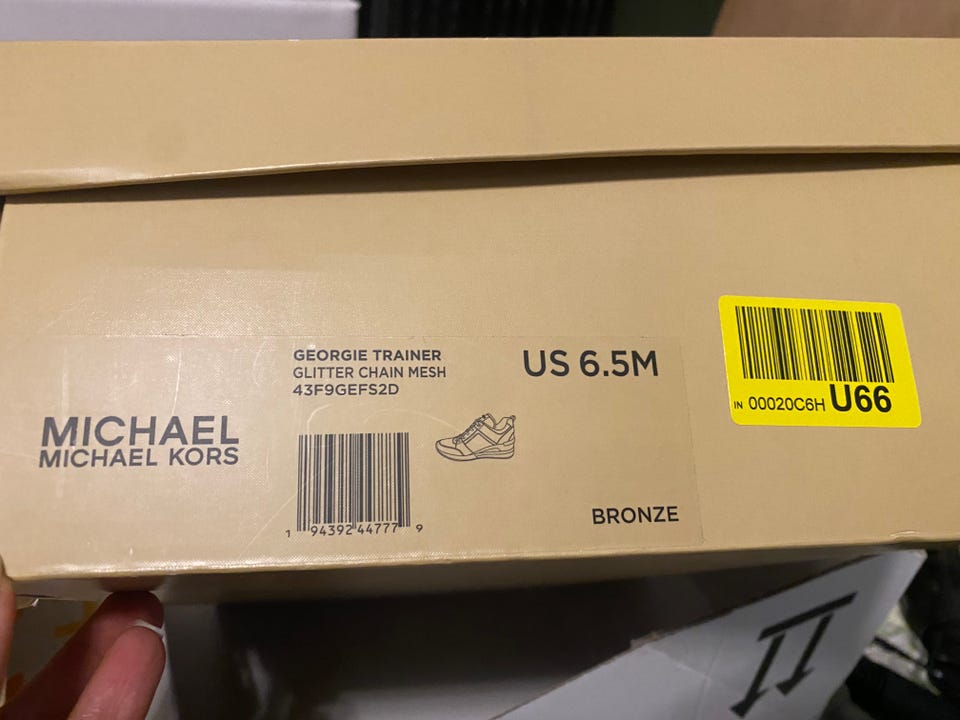 GEORGIE TRAINER
GLITTER CHAIN MESH
43F9GEFS2D
US 6.5M
MICHAEL
MICHAEL KORS
1 94392 44777 9
BRONZE
IN 00020C6H U66